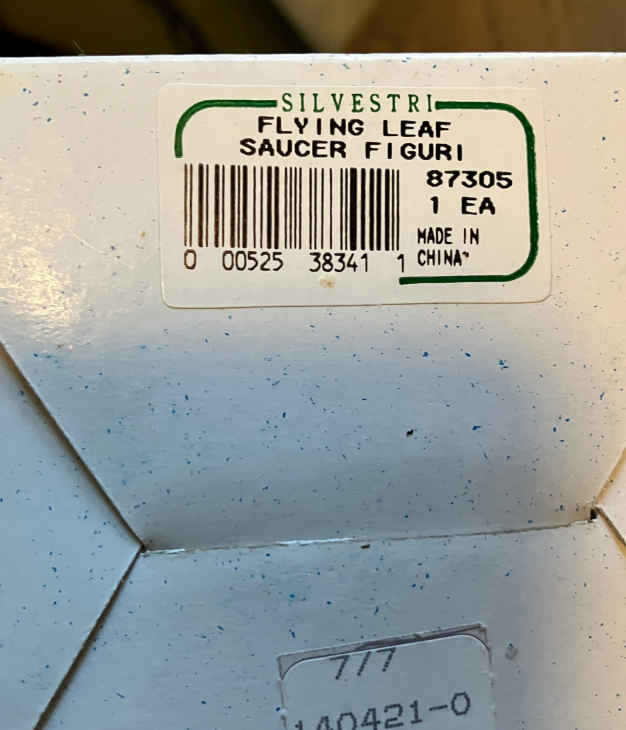 SILVESTRI
FLYING LEAF
SAUCER FIGURI
87305
1 EA
MADE IN
CHINA
0 00525 38341 1
7/7
140421-0